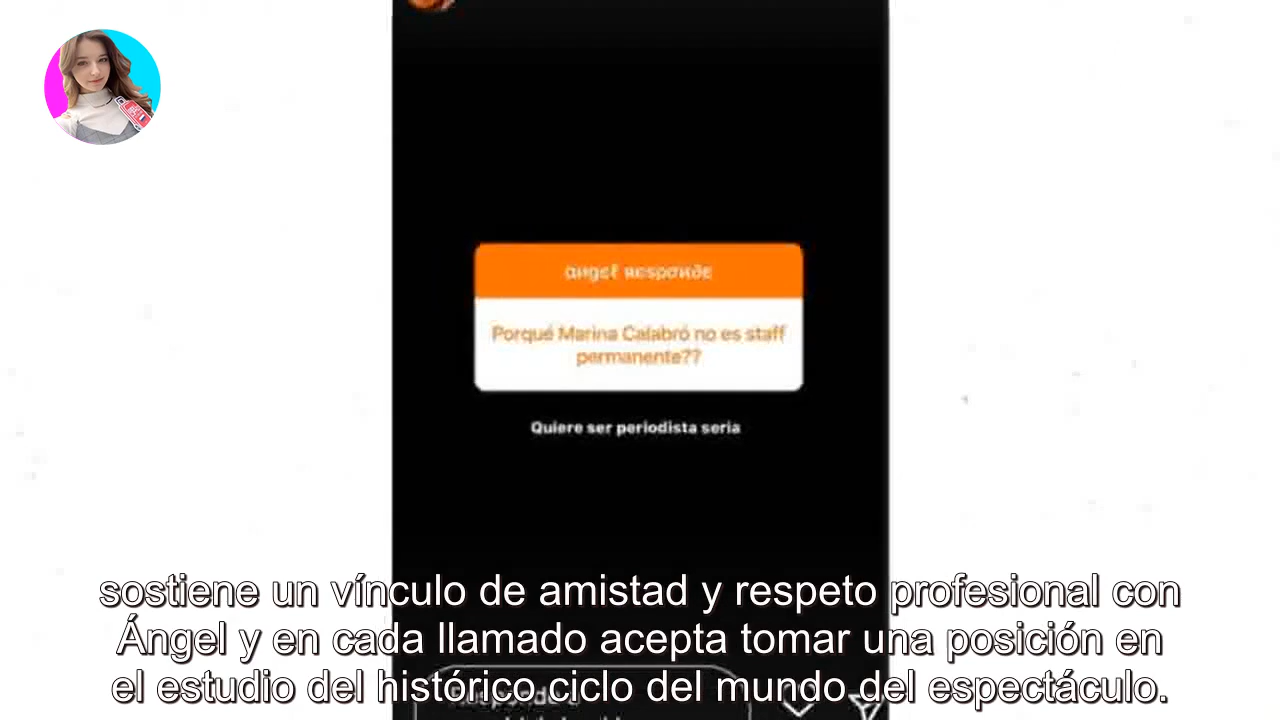 angel responde
Porqué Marina Calabró no es staff
permanente??
Quiere ser periodista seria
sostiene un vínculo de amistad y respeto profesional con
Ángel y en cada llamado acepta tomar una posición en
el estudio del histórico ciclo del mundo del espectáculo.